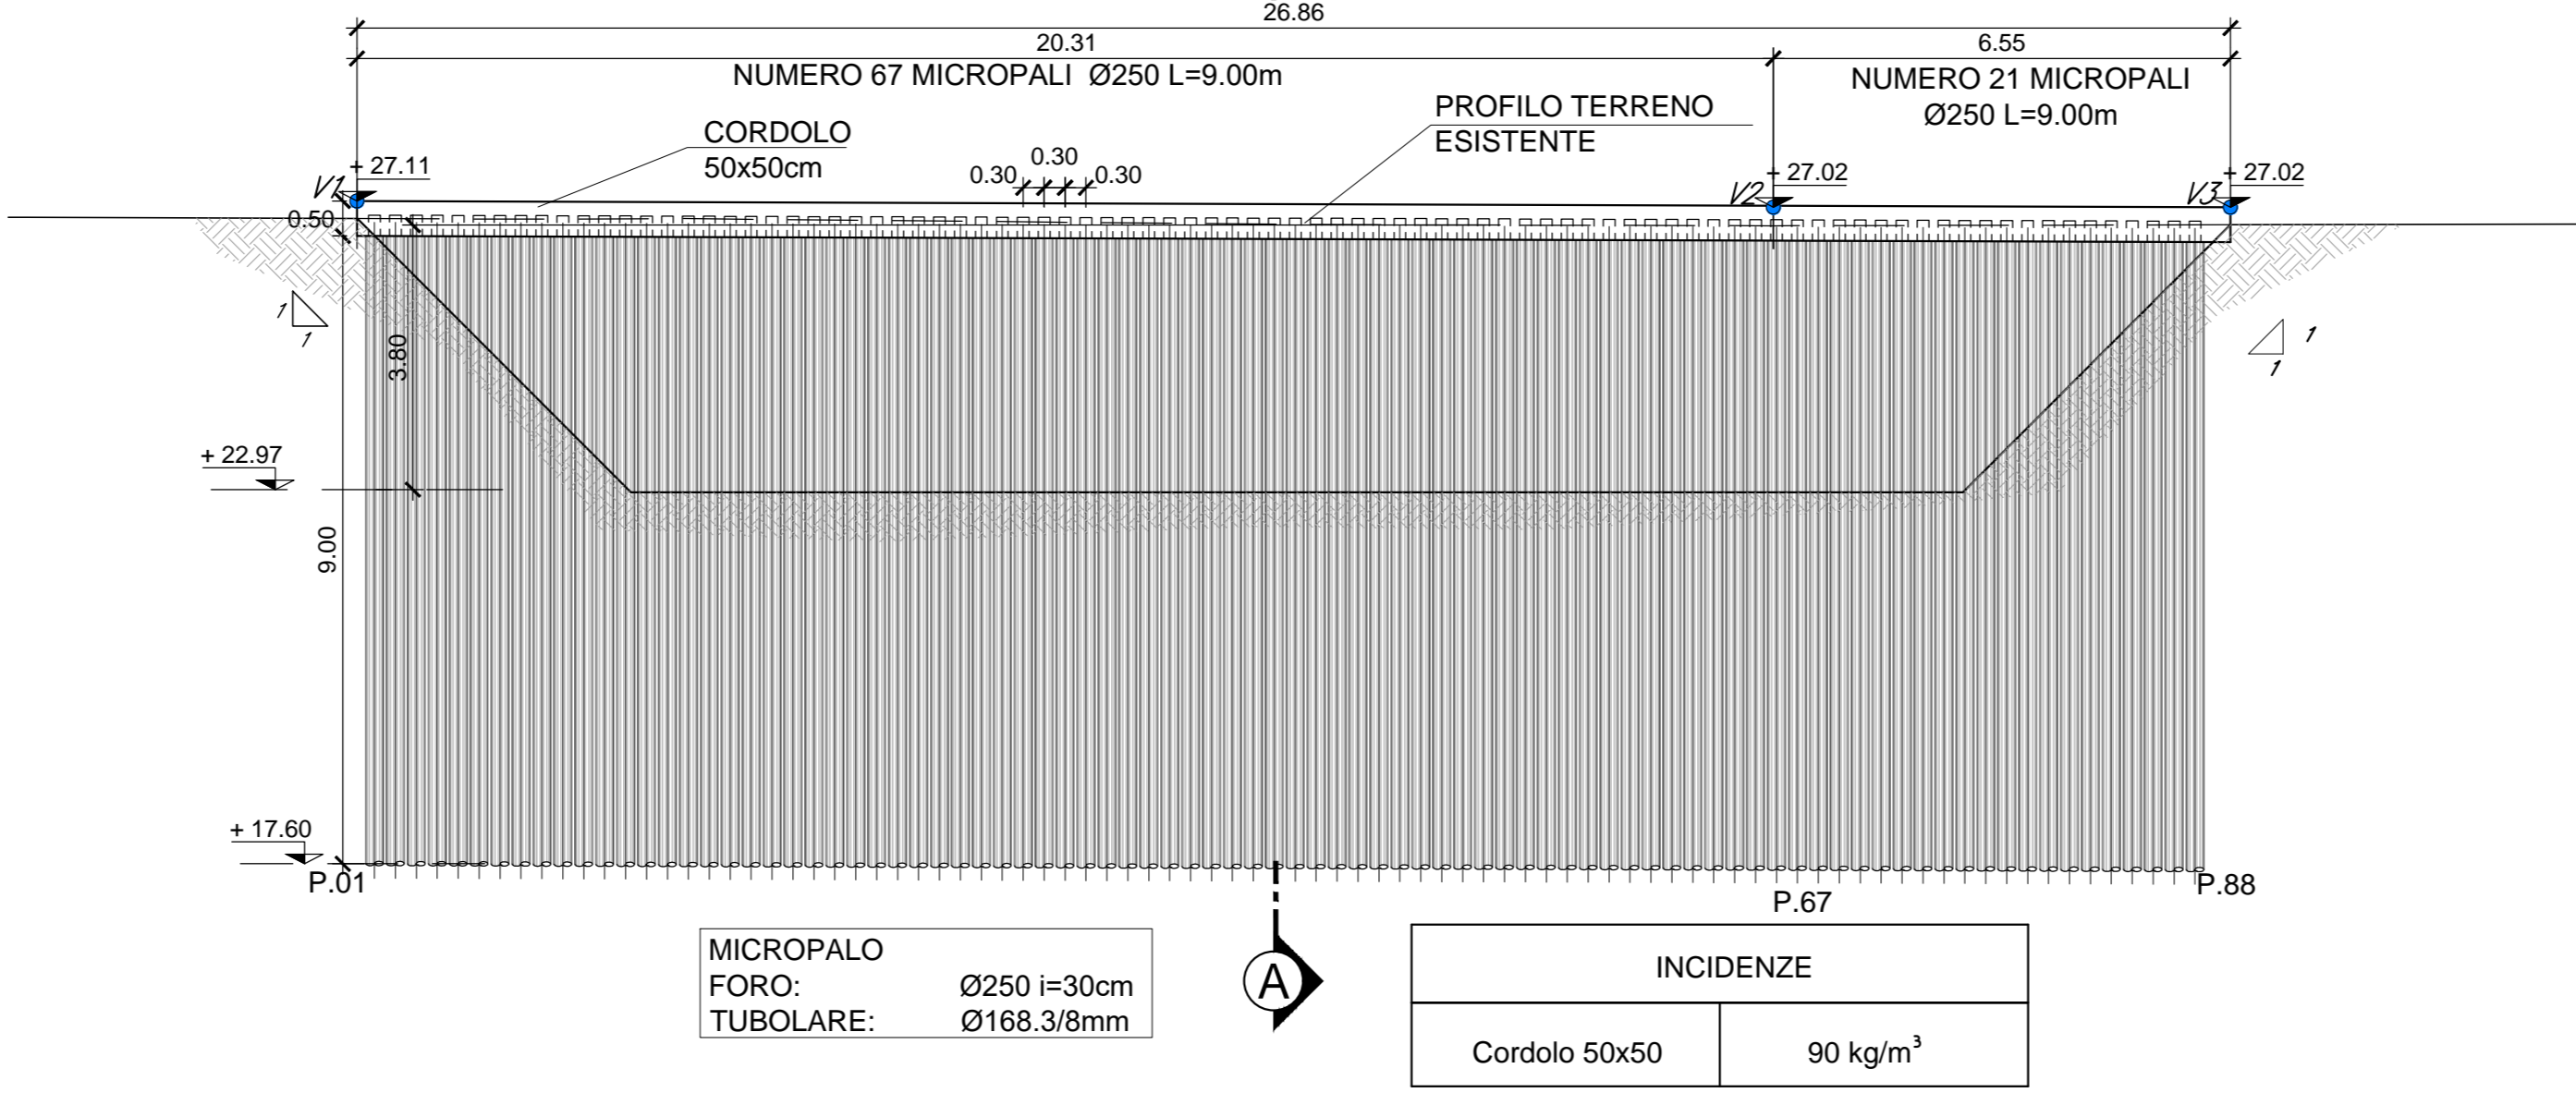 26.86
20.31
6.55
NUMERO 67 MICROPALI Ø250 L=9.00m
NUMERO 21 MICROPALI
Ø250 L=9.00m
PROFILO TERRENO
ESISTENTE
CORDOLO
50x50cm
0.30
0.30
0.30
+ 27.11
+ 27.02
+ 27.02
V1
V2
V3
0.50
1
1
1
1
3.80
+ 22.97
9.00
+ 17.60
P.01
P.67
P.88
MICROPALO
FORO: Ø250 i=30cm
TUBOLARE: Ø168.3/8mm
A
INCIDENZE
Cordolo 50x50 90 kg/m³